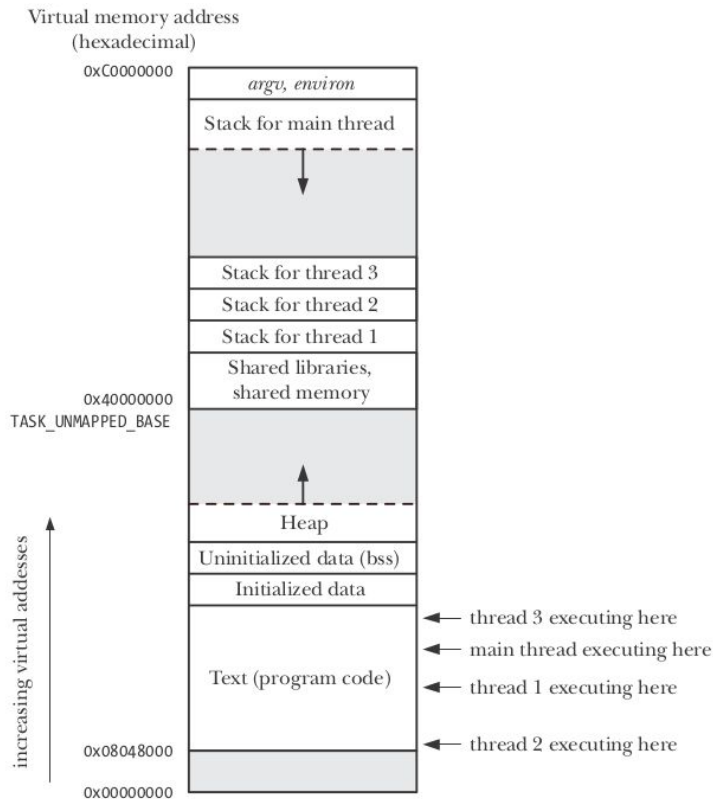 Virtual memory address
(hexadecimal)
0xC0000000
argv, environ
Stack for main thread
Stack for thread 3
Stack for thread 2
Stack for thread 1
Shared libraries,
shared memory
0x40000000
TASK_UNMAPPED_BASE
Heap
Uninitialized data (bss)
Initialized data
thread 3 executing here
main thread executing here
Text (program code)
thread 1 executing here
thread 2 executing here
0x08048000
0x00000000
increasing virtual addesses